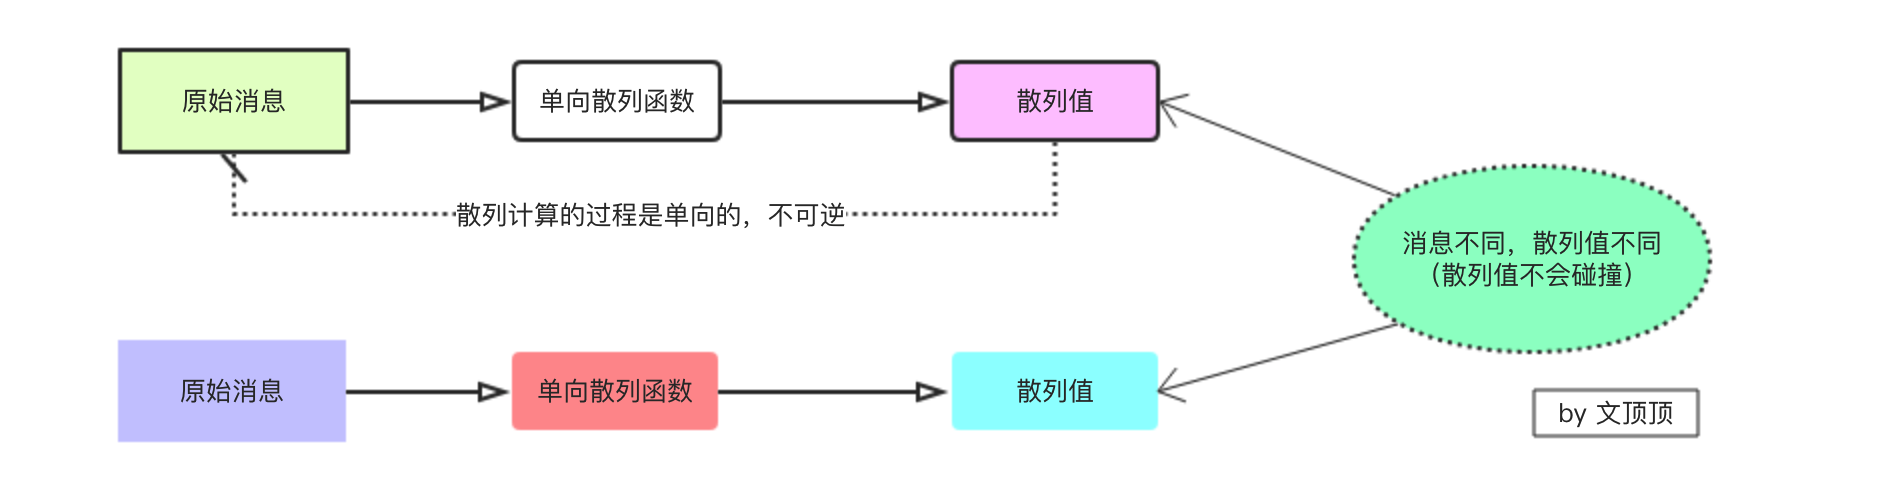 原始消息
单向散列函数
散列值
散列计算的过程是单向的，不可逆
消息不同，散列值不同
（散列值不会碰撞）
原始消息
单向散列函数
散列值
by 文顶顶